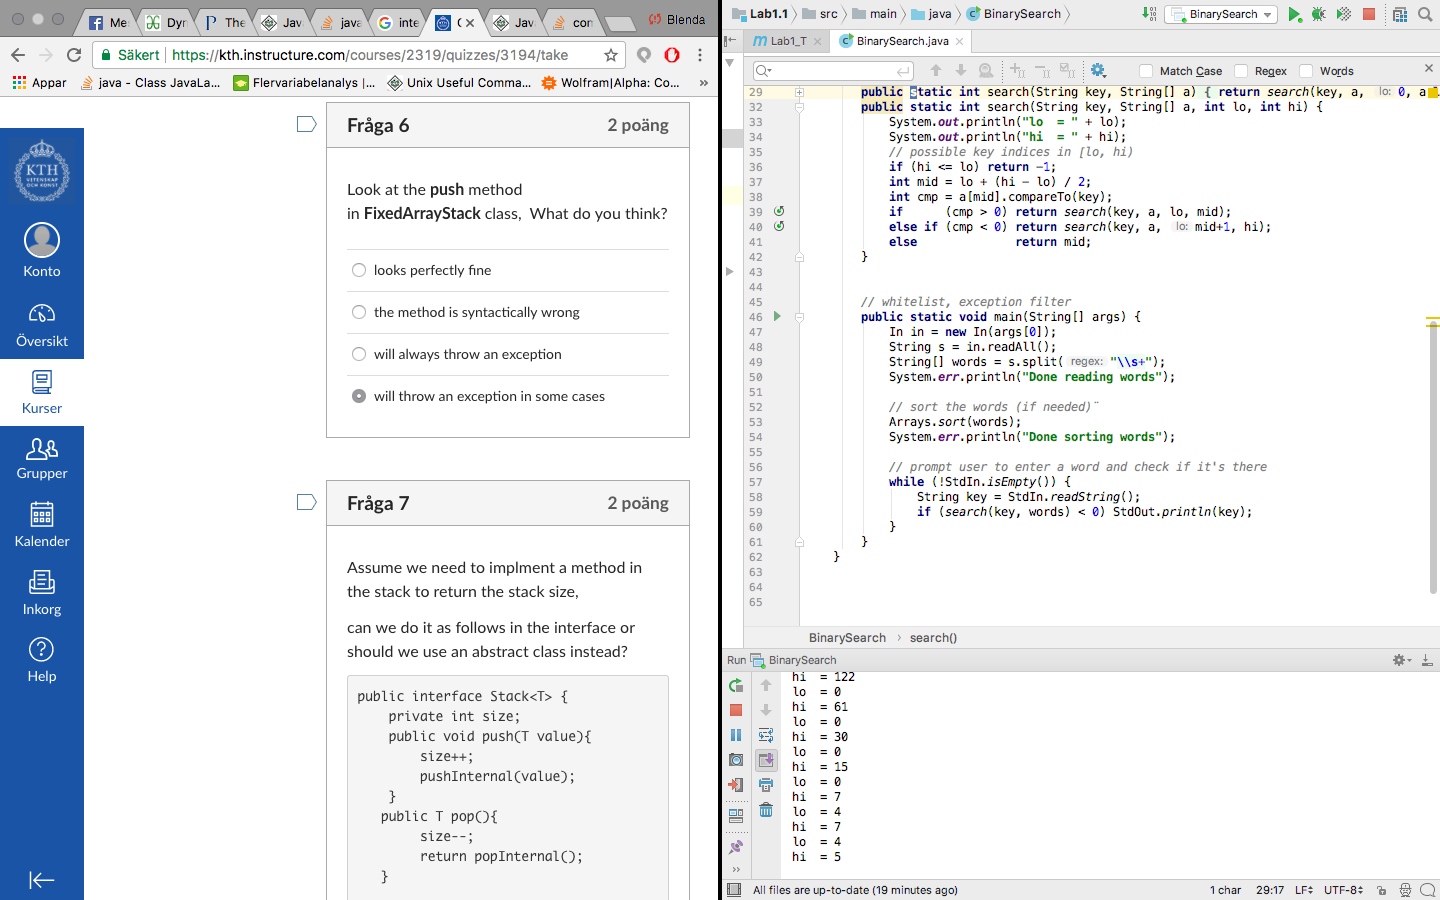 Me:
Dyr
The
Jav
java
inte
C
Jav
con
Blenda
Säkert
https://kth.instructure.com/courses/2319/quizzes/3194/take
Appar
java - Class JavaLa...
Flervariabelanalys |...
Unix Useful Comma...
Wolfram|Alpha: Co...
»
KTH
VETENSKAP
OCH KONST
Konto
Översikt
Kurser
Grupper
Kalender
Inkorg
Help
Fråga 6
2 poäng
Look at the push method
in FixedArrayStack class, What do you think?
looks perfectly fine
the method is syntactically wrong
will always throw an exception
will throw an exception in some cases
Fråga 7
2 poäng
Assume we need to implment a method in
the stack to return the stack size,
can we do it as follows in the interface or
should we use an abstract class instead?
public interface Stack<T> {
private int size;
public void push(T value){
size++;
pushInternal(value);
}
public T pop(){
size--;
return popInternal();
}
Lab1.1
src
main
java
BinarySearch
BinarySearch
Lab1_T
BinarySearch.java
Match Case
Regex
Words
29 public static int search(String key, String[] a) { return search(key, a, lo: 0, a.l
32 public static int search(String key, String[] a, int lo, int hi) {
33 System.out.println("lo  = " + lo);
34 System.out.println("hi  = " + hi);
35 // possible key indices in [lo, hi)
36 if (hi <= lo) return -1;
37 int mid = lo + (hi - lo) / 2;
38 int cmp = a[mid].compareTo(key);
39 if      (cmp > 0) return search(key, a, lo, mid);
40 else if (cmp < 0) return search(key, a, lo: mid+1, hi);
41 else              return mid;
42 }
43
44
45 // whitelist, exception filter
46 public static void main(String[] args) {
47 In in = new In(args[0]);
48 String s = in.readAll();
49 String[] words = s.split( regex: "\\s+");
50 System.err.println("Done reading words");
51
52 // sort the words (if needed)¨
53 Arrays.sort(words);
54 System.err.println("Done sorting words");
55
56 // prompt user to enter a word and check if it's there
57 while (!StdIn.isEmpty()) {
58 String key = StdIn.readString();
59 if (search(key, words) < 0) StdOut.println(key);
60 }
61 }
62 }
63
64
65
BinarySearch
search()
Run
BinarySearch
hi  = 122
lo  = 0
hi  = 61
lo  = 0
hi  = 30
lo  = 0
hi  = 15
lo  = 0
hi  = 7
lo  = 4
hi  = 7
lo  = 4
hi  = 5
»
All files are up-to-date (19 minutes ago)
1 char
29:17
LF
UTF-8